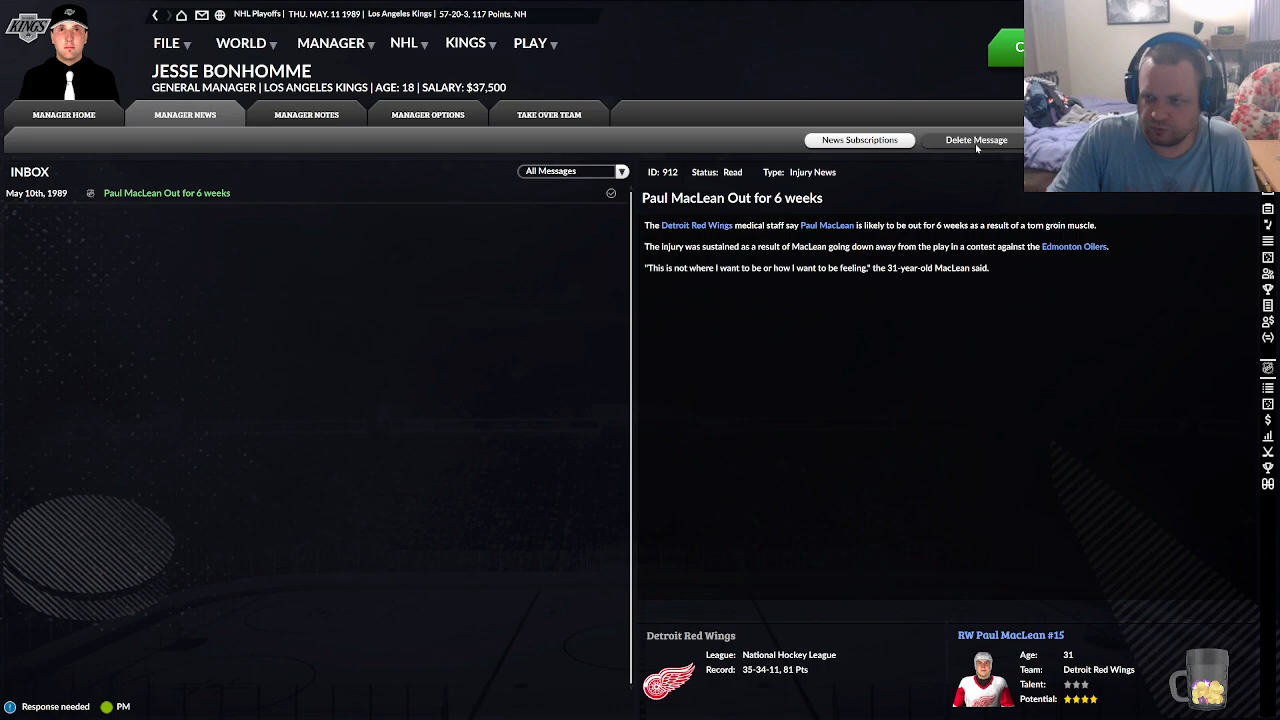 KINGS
NHL Playoffs | THU. MAY. 11 1989 | Los Angeles Kings | 57-20-3, 117 Points, NH
FILE WORLD MANAGER NHL KINGS PLAY
JESSE BONHOMME
GENERAL MANAGER | LOS ANGELES KINGS | AGE: 18 | SALARY: $37,500
MANAGER HOME MANAGER NEWS MANAGER NOTES MANAGER OPTIONS TAKE OVER TEAM
News Subscriptions Delete Message
INBOX All Messages
May 10th, 1989 Paul MacLean Out for 6 weeks
ID: 912 Status: Read Type: Injury News
Paul MacLean Out for 6 weeks
The Detroit Red Wings medical staff say Paul MacLean is likely to be out for 6 weeks as a result of a torn groin muscle.
The injury was sustained as a result of MacLean going down away from the play in a contest against the Edmonton Oilers.
"This is not where I want to be or how I want to be feeling," the 31-year-old MacLean said.
Detroit Red Wings
League: National Hockey League
Record: 35-34-11, 81 Pts
RW Paul MacLean #15
Age: 31
Team: Detroit Red Wings
Talent:
Potential:
Response needed PM